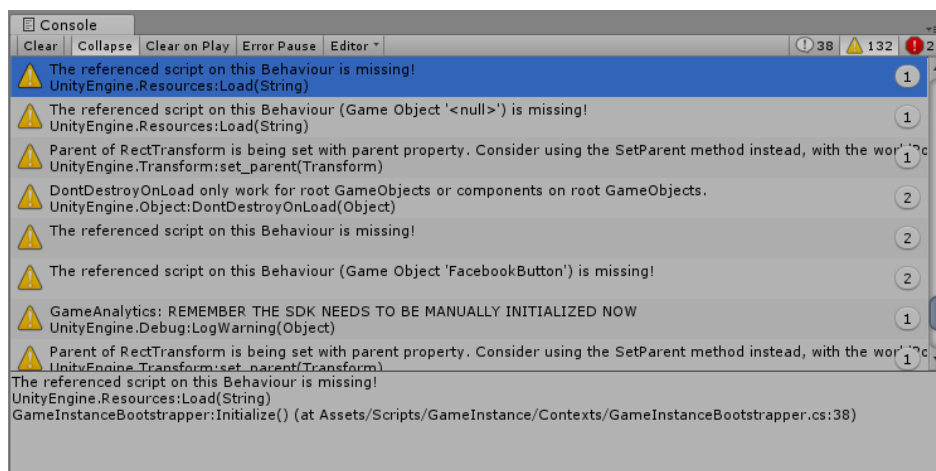 Console
Clear Collapse Clear on Play Error Pause Editor 38 132 2
The referenced script on this Behaviour is missing!
UnityEngine.Resources:Load(String)
1
The referenced script on this Behaviour (Game Object '<null>') is missing!
UnityEngine.Resources:Load(String)
1
Parent of RectTransform is being set with parent property. Consider using the SetParent method instead, with the
UnityEngine.Transform:set_parent(Transform)
1
DontDestroyOnLoad only work for root GameObjects or components on root GameObjects.
UnityEngine.Object:DontDestroyOnLoad(Object)
2
The referenced script on this Behaviour is missing!
2
The referenced script on this Behaviour (Game Object 'FacebookButton') is missing!
2
GameAnalytics: REMEMBER THE SDK NEEDS TO BE MANUALLY INITIALIZED NOW
UnityEngine.Debug:LogWarning(Object)
1
Parent of RectTransform is being set with parent property. Consider using the SetParent method instead, with the
UnityEngine.Transform:set_parent(Transform)
1
The referenced script on this Behaviour is missing!
UnityEngine.Resources:Load(String)
GameInstanceBootstrapper:Initialize() (at Assets/Scripts/GameInstance/Contexts/GameInstanceBootstrapper.cs:38)